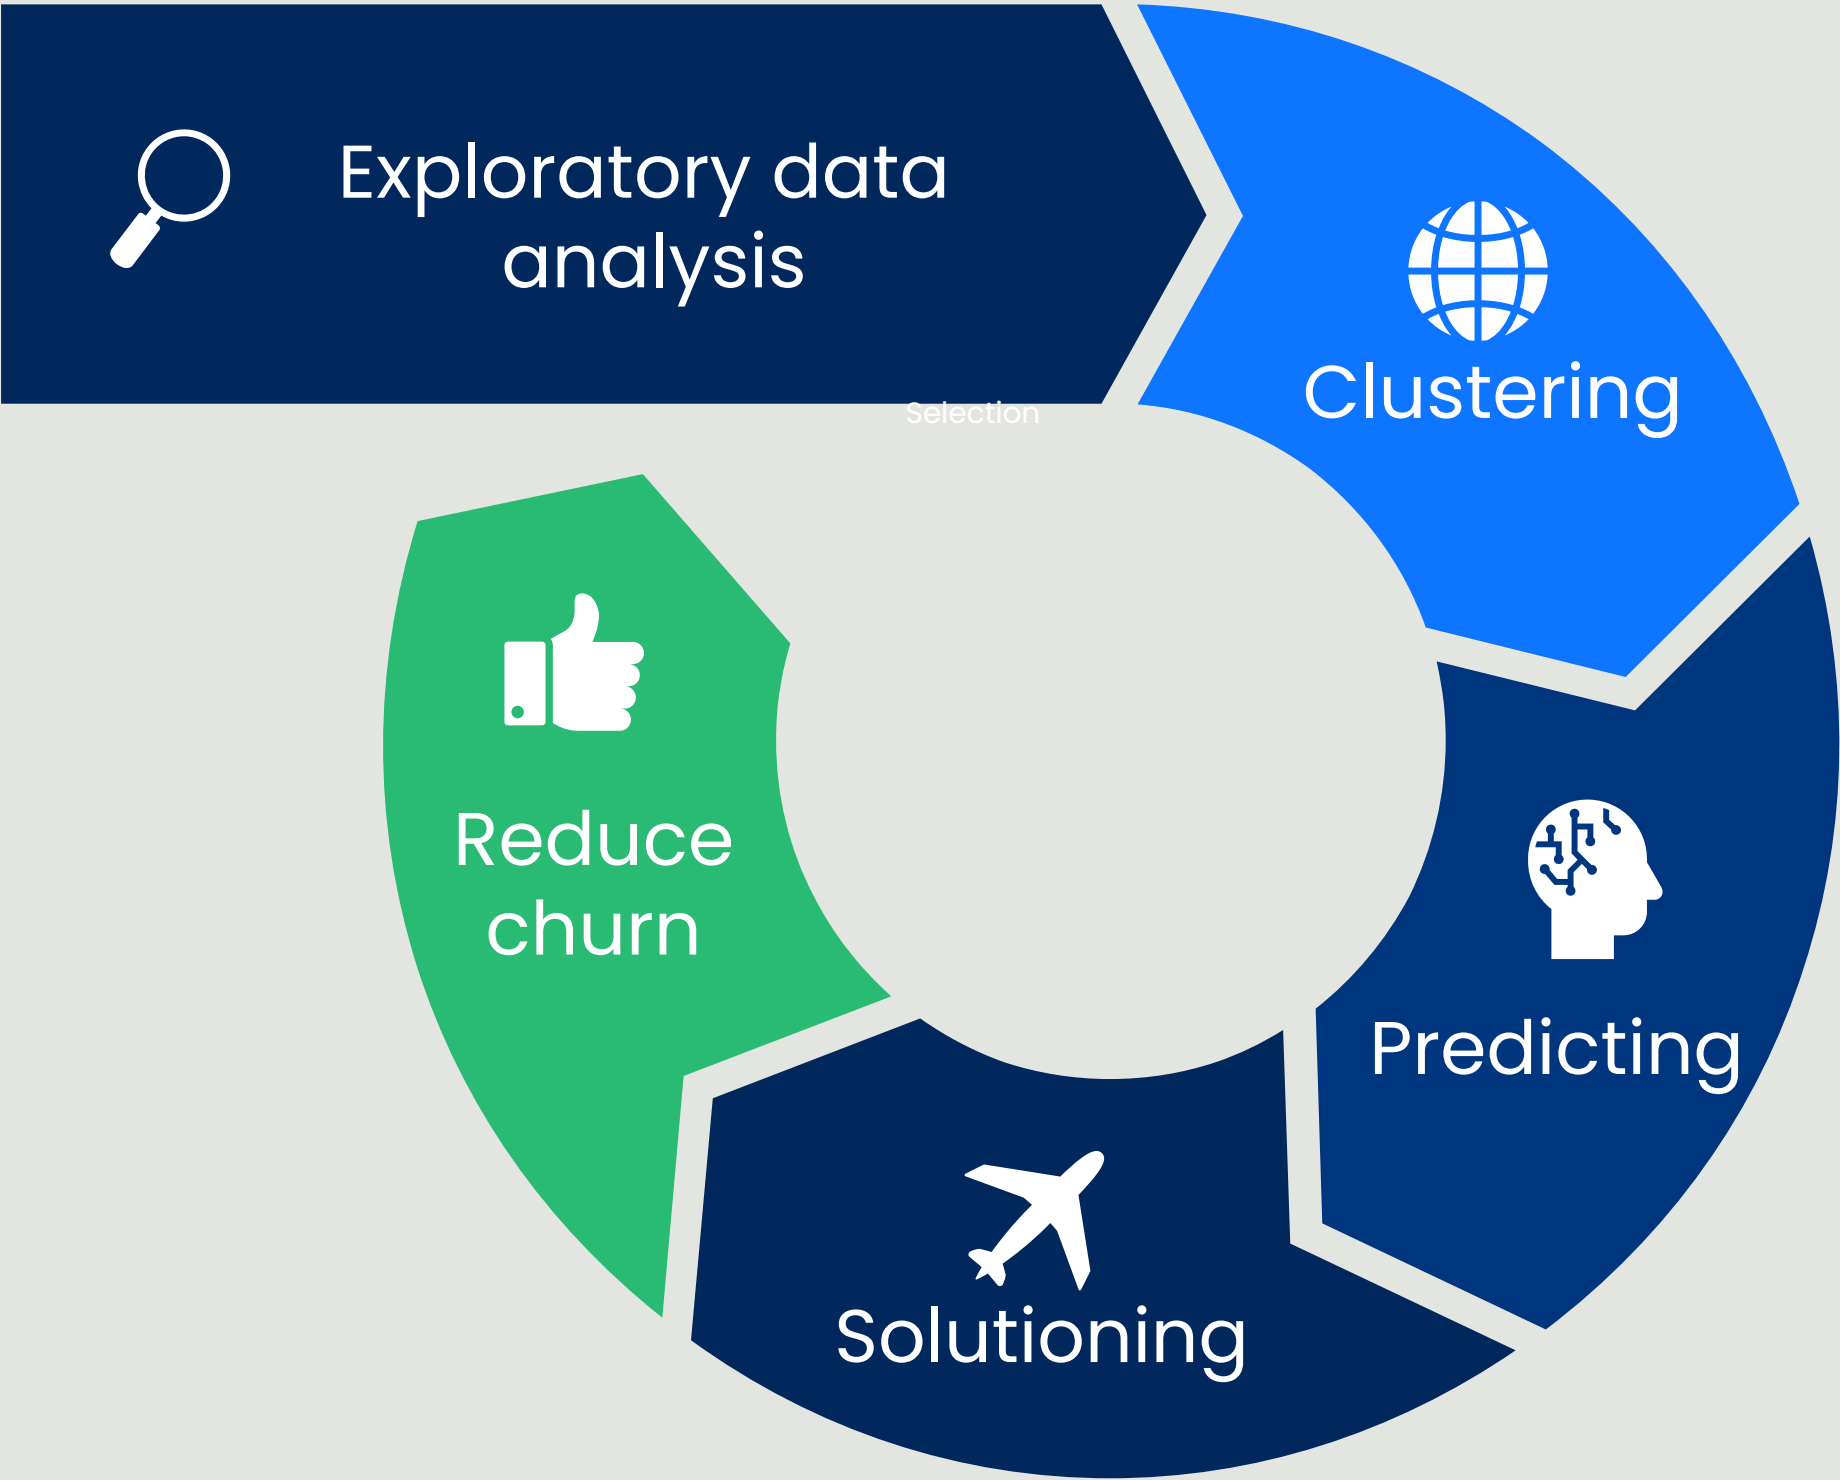 Exploratory data
analysis
Selection
Clustering
Predicting
Solutioning
Reduce
churn